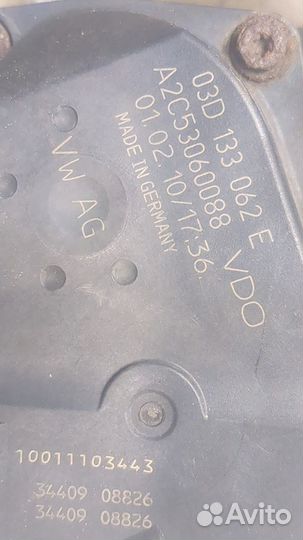 03D 133 062 E
A2C53060088 VDO
01.02.10/17:36.
MADE IN GERMANY
VW AG
10011103443
34409 08826
34409 08826
Avito